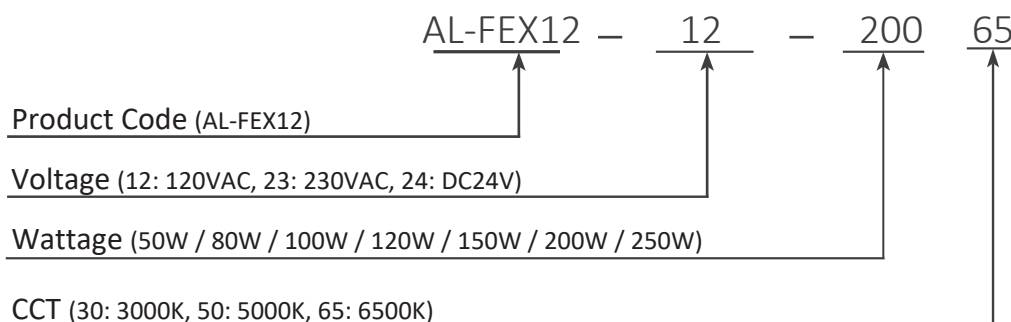 AL-FEX12 – 12 – 200 65
Product Code (AL-FEX12)
Voltage (12: 120VAC, 23: 230VAC, 24: DC24V)
Wattage (50W / 80W / 100W / 120W / 150W / 200W / 250W)
CCT (30: 3000K, 50: 5000K, 65: 6500K)